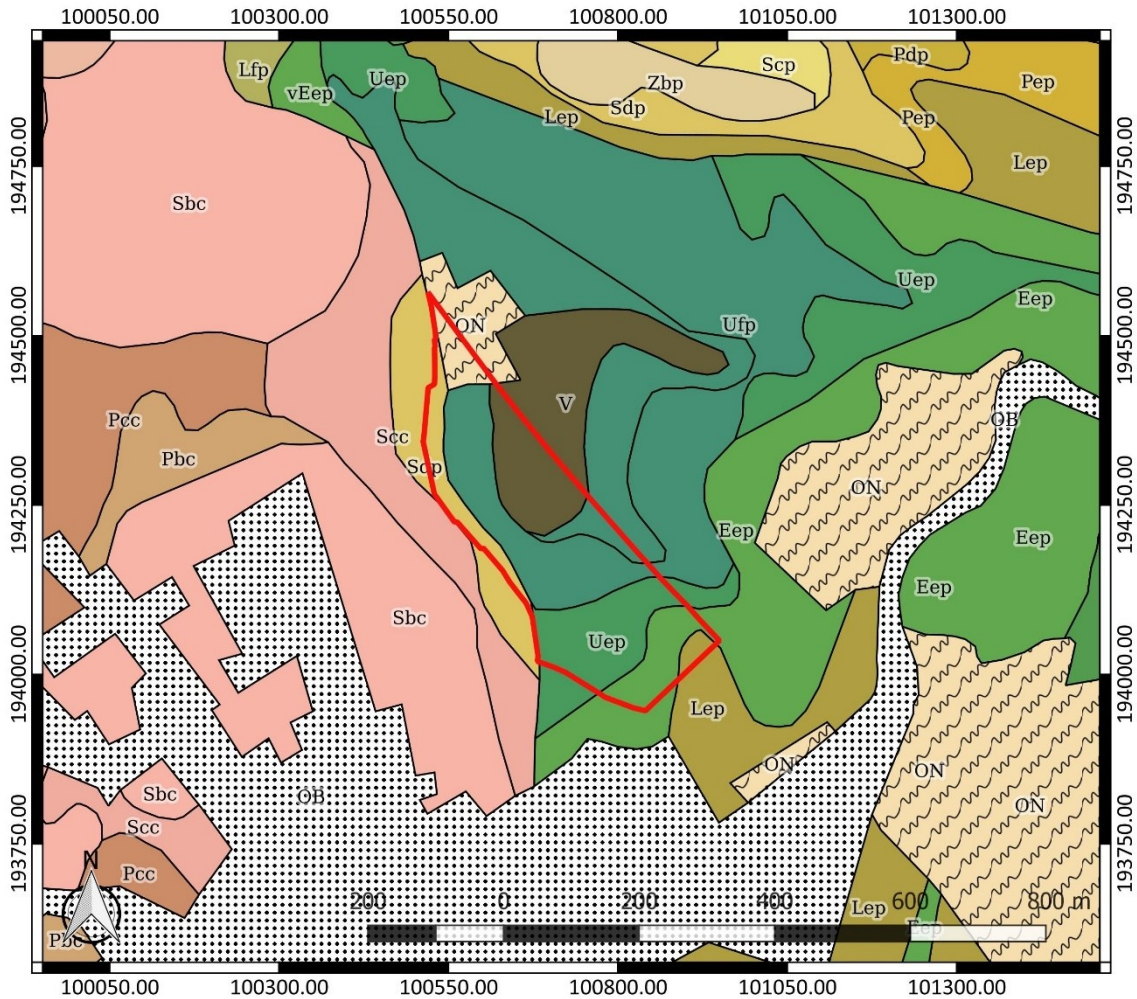 100050.00 100300.00 100550.00 100800.00 101050.00 101300.00
194750.00
194500.00
194250.00
194000.00
193750.00
194750.00
194500.00
194250.00
194000.00
193750.00
Lfp
vEep
Uep
Lep
Sdp
Zbp
Scp
Pdp
Pep
Pep
Lep
Sbc
Uep
Eep
ON
Ufp
V
Pcc
Pbc
Scc
Sdp
OB
ON
Eep
Eep
Eep
Sbc
Uep
Lep
ON
ON
ON
OB
Sbc
Scc
Pcc
Pbc
Lep
Eep
N
200 0 200 400 600 800 m
100050.00 100300.00 100550.00 100800.00 101050.00 101300.00